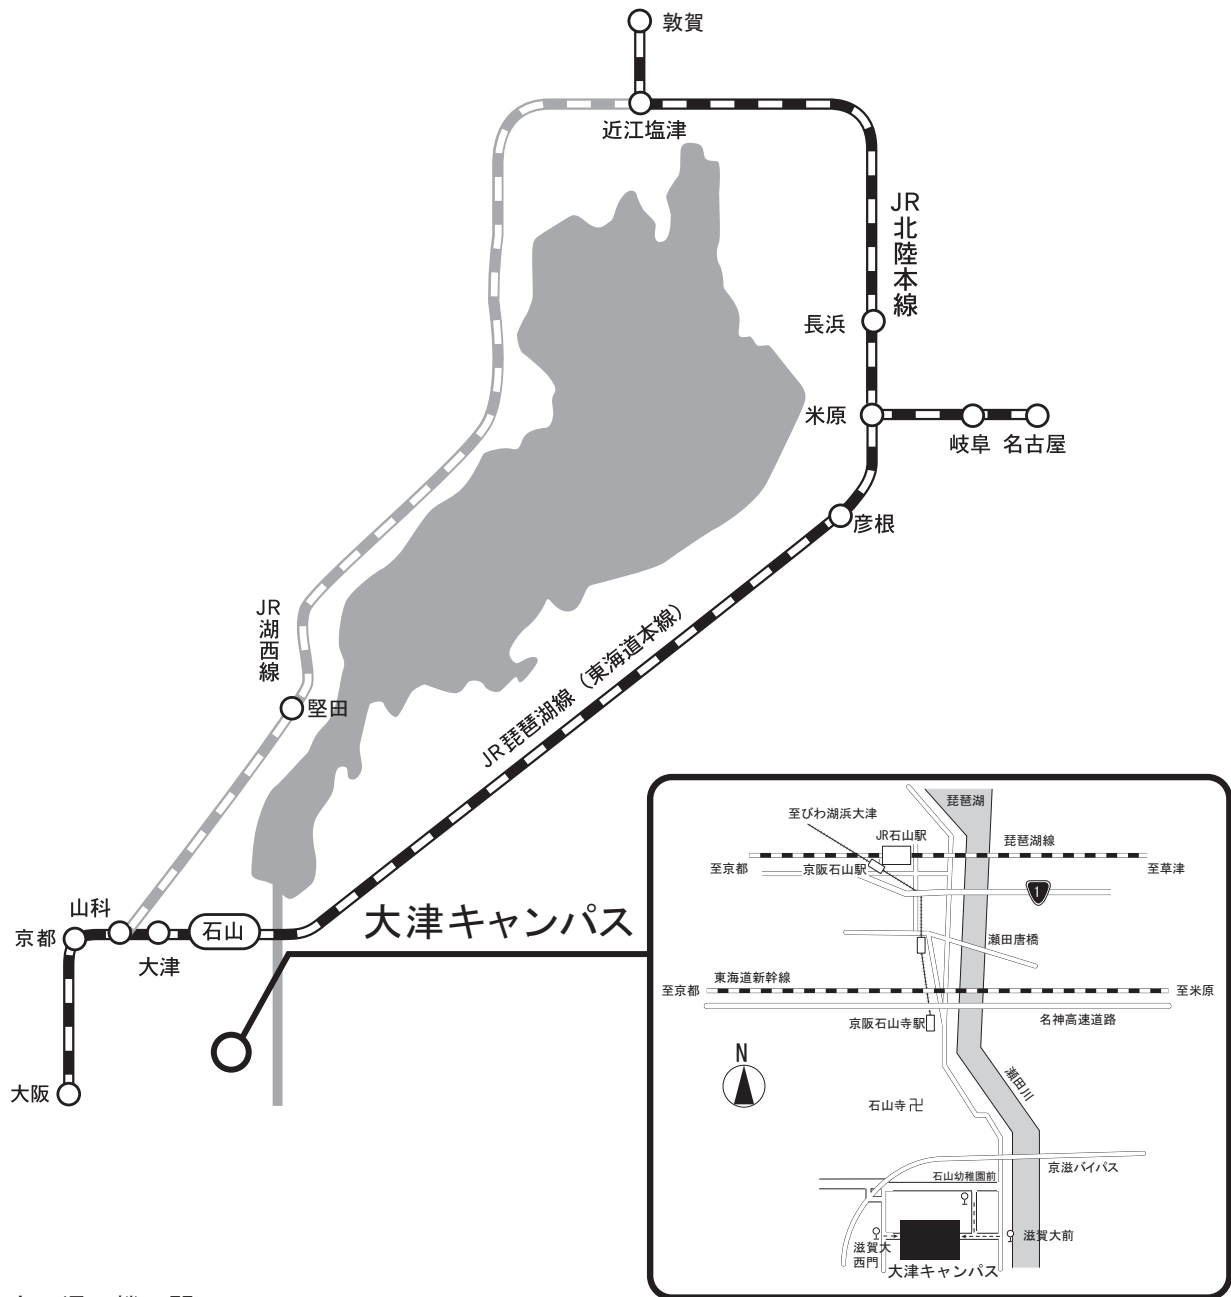 敦賀
近江塩津
JR北陸本線
長浜
米原
岐阜
名古屋
彦根
JR湖西線
JR琵琶湖線（東海道本線）
堅田
山科
京都
石山
大津
大阪
大津キャンパス
琵琶湖
至びわ湖浜大津
JR石山駅
琵琶湖線
至京都
京阪石山駅
至草津
1
瀬田唐橋
東海道新幹線
至京都
至米原
京阪石山寺駅
名神高速道路
N
瀬田川
石山寺卍
京滋バイパス
石山幼稚園前
滋賀大
西門
滋賀大前
大津キャンパス